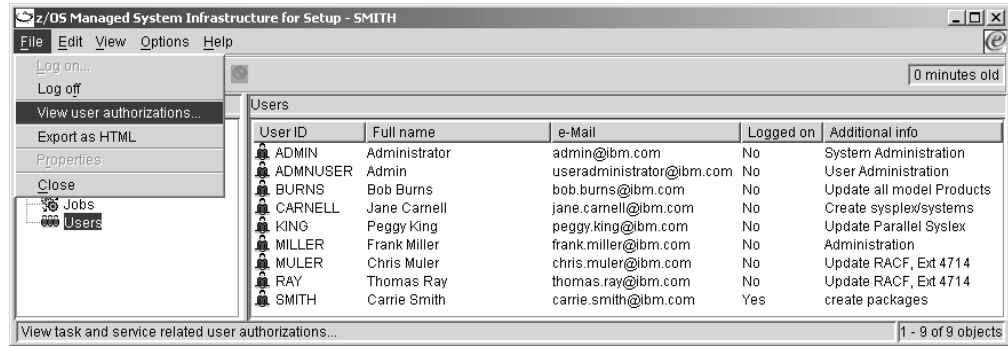 z/OS Managed System Infrastructure for Setup - SMITH
File Edit View Options Help
Log on...
Log off
View user authorizations...
Export as HTML
Properties
Close
Jobs
Users
0 minutes old
Users
User ID Full name e-Mail Logged on Additional info
ADMIN Administrator admin@ibm.com No System Administration
ADMNUSER Admin useradministrator@ibm.com No User Administration
BURNS Bob Burns bob.burns@ibm.com No Update all model Products
CARNELL Jane Carnell jane.carnell@ibm.com No Create sysplex/systems
KING Peggy King peggy.king@ibm.com No Update Parallel Syslex
MILLER Frank Miller frank.miller@ibm.com No Administration
MULER Chris Muler chris.muler@ibm.com No Update RACF, Ext 4714
RAY Thomas Ray thomas.ray@ibm.com No Update RACF, Ext 4714
SMITH Carrie Smith carrie.smith@ibm.com Yes create packages
View task and service related user authorizations...
1 - 9 of 9 objects